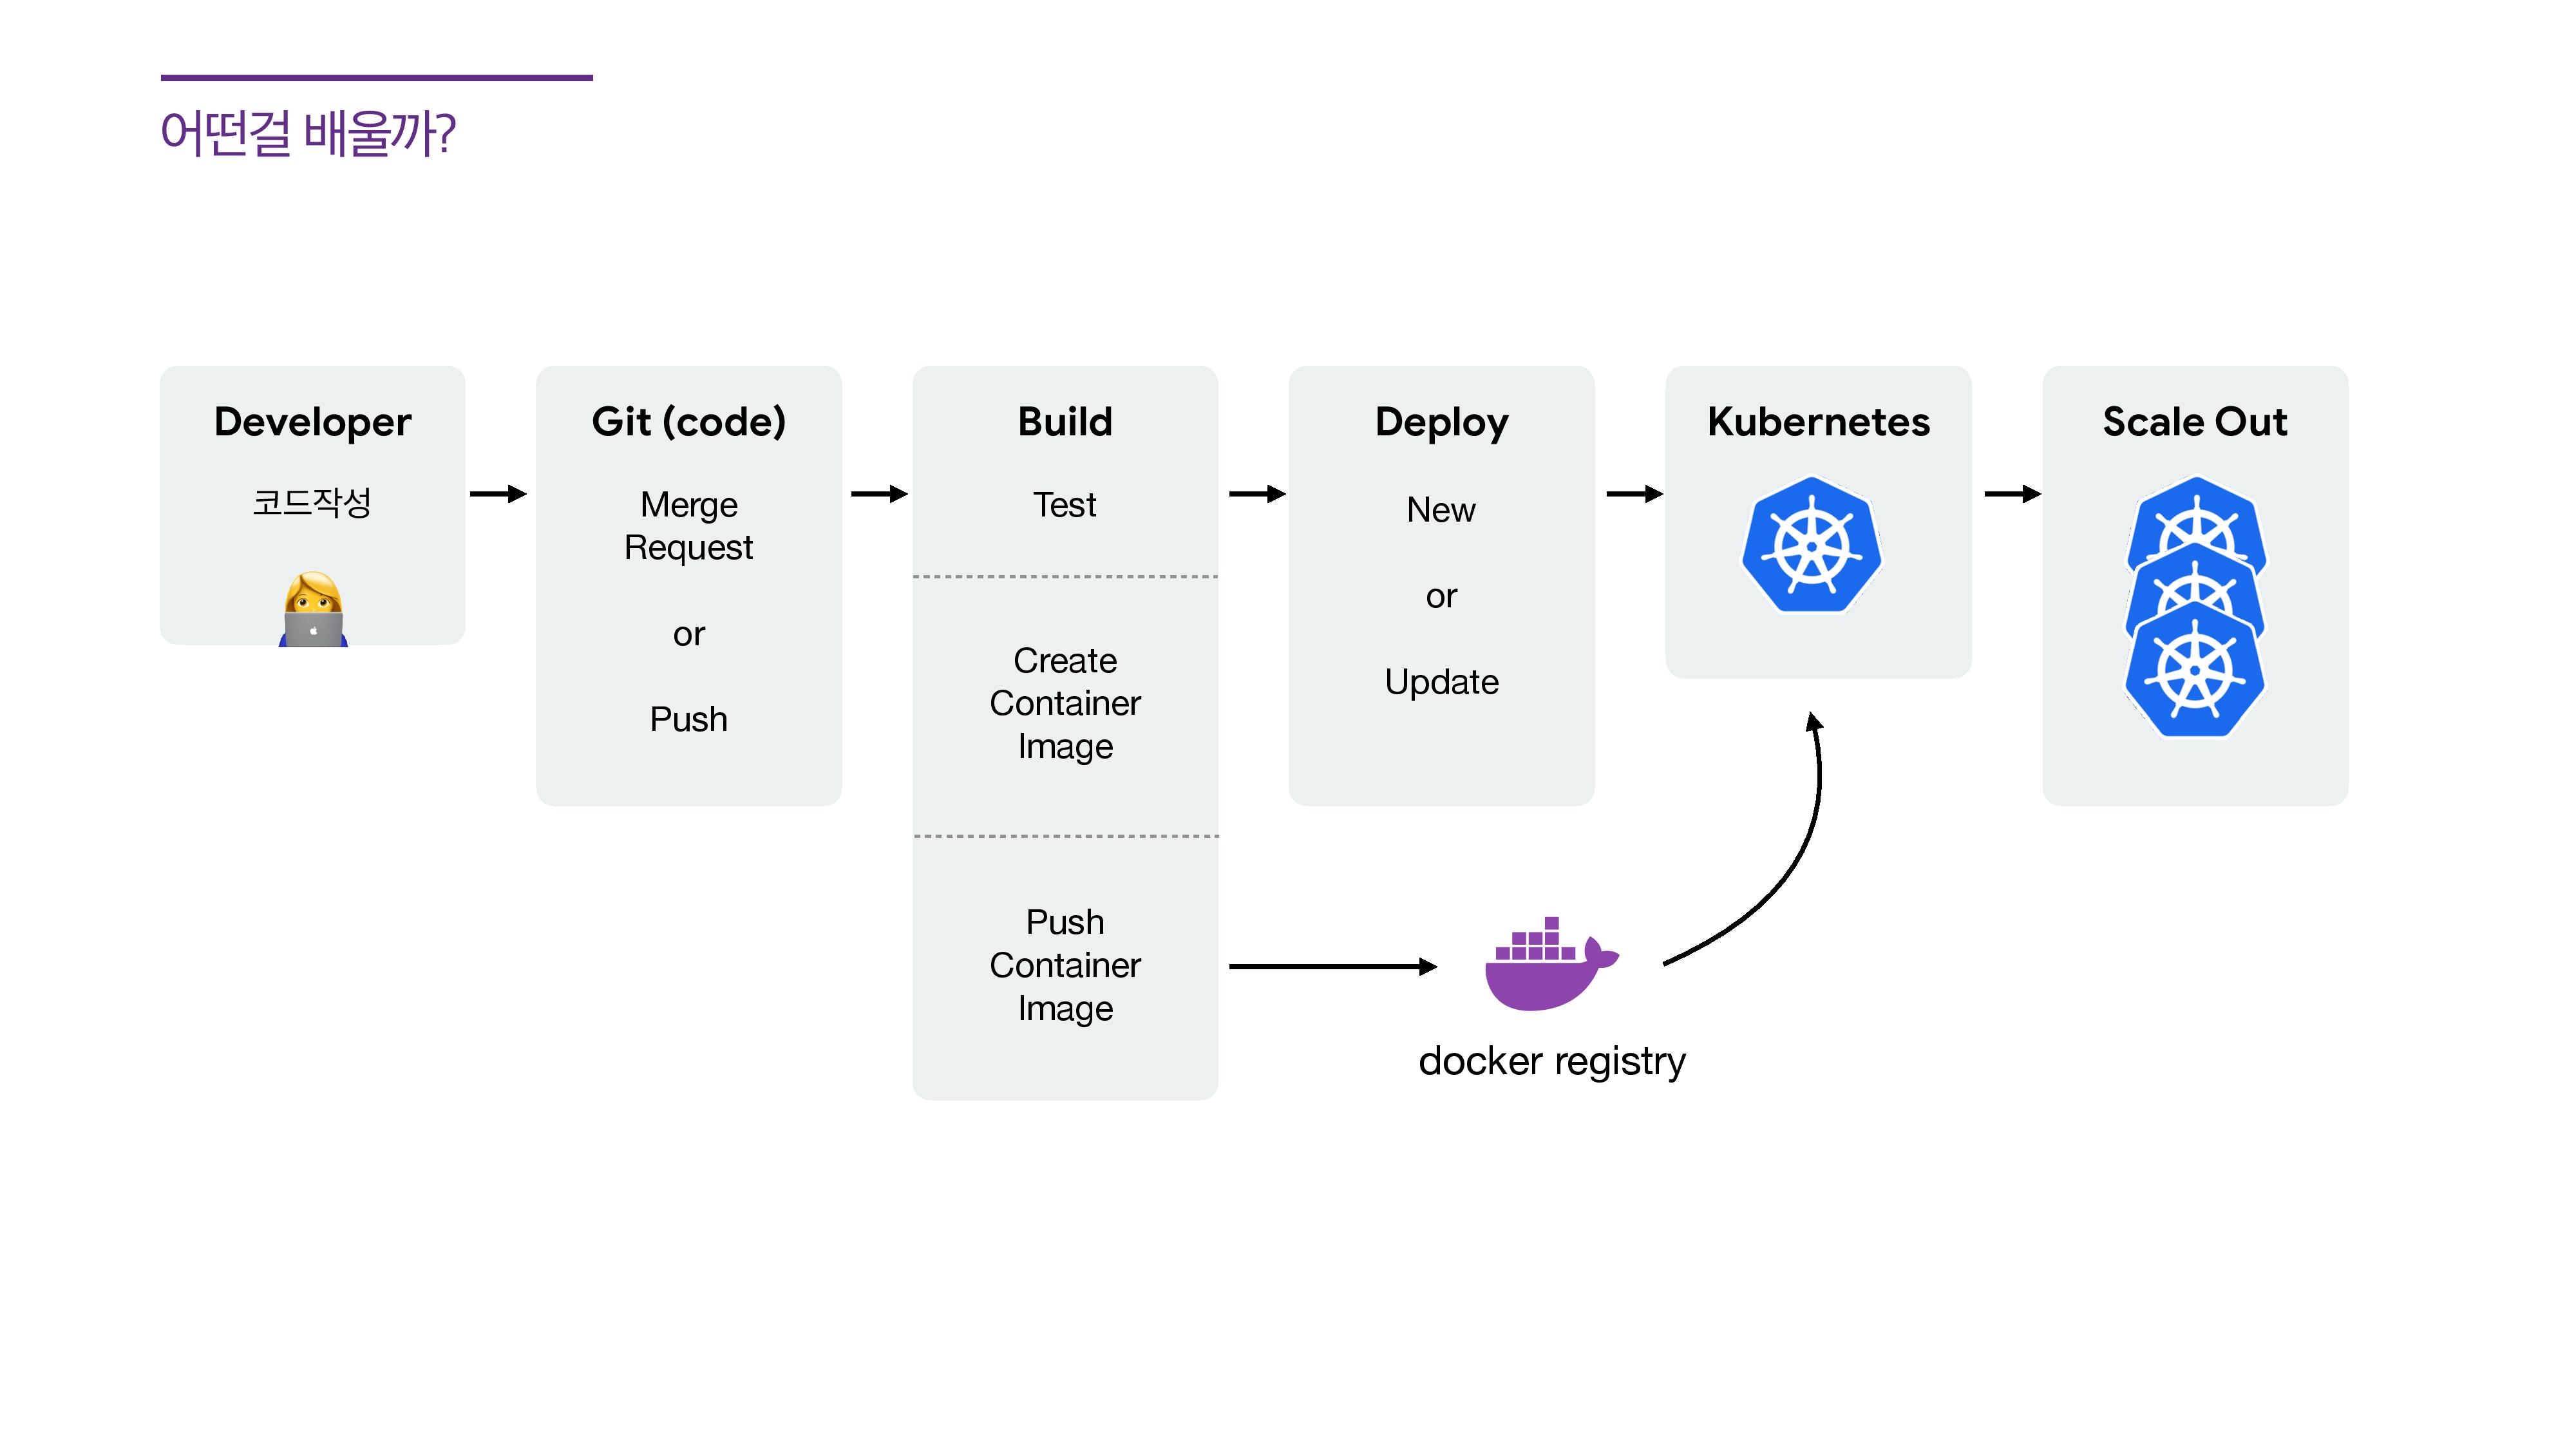 어떤걸 배울까?
Developer
코드작성
Git (code)
Merge
Request
or
Push
Build
Test
Create
Container
Image
Push
Container
Image
Deploy
New
or
Update
Kubernetes
Scale Out
docker registry